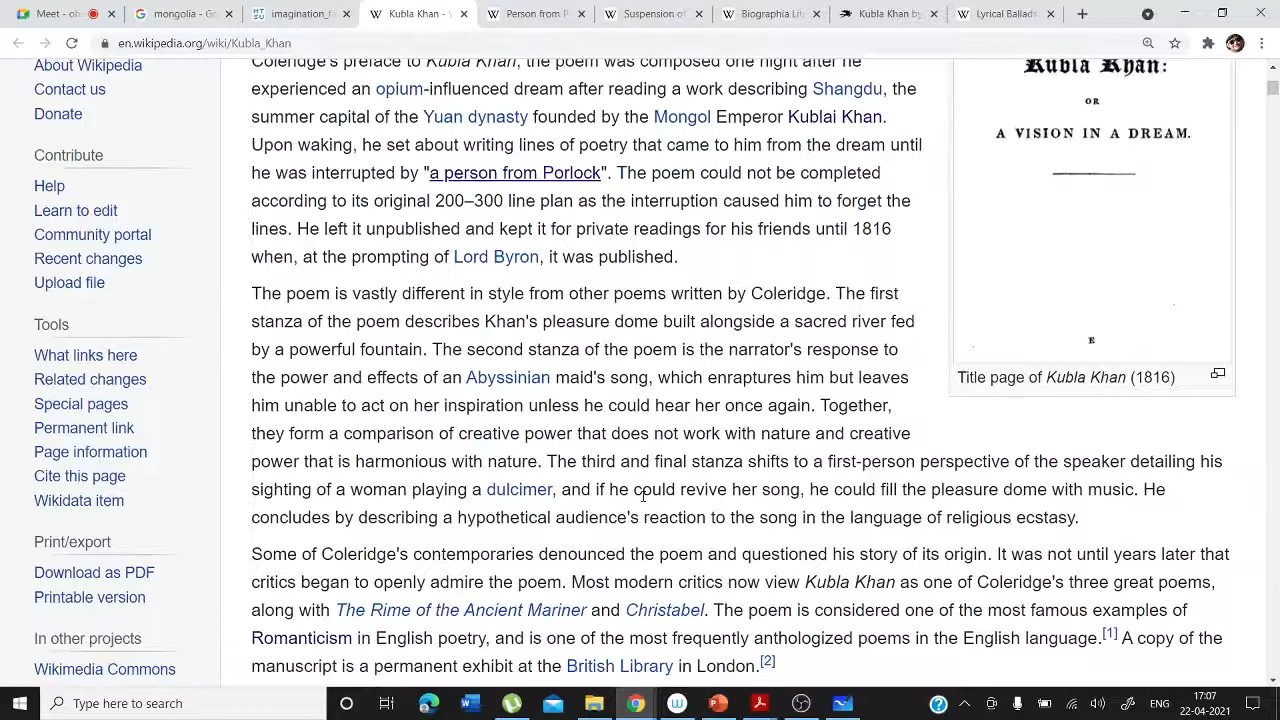 Meet - oh
mongolia - Go
imagination_fa
Kubla Khan - W
Person from P
Suspension of
Biographia Lit
Kubla Khan by
Lyrical Ballads
en.wikipedia.org/wiki/Kubla_Khan
About Wikipedia
Contact us
Donate
Contribute
Help
Learn to edit
Community portal
Recent changes
Upload file
Tools
What links here
Related changes
Special pages
Permanent link
Page information
Cite this page
Wikidata item
Print/export
Download as PDF
Printable version
In other projects
Wikimedia Commons
Coleridge's preface to Kubla Khan, the poem was composed one night after he
experienced an opium-influenced dream after reading a work describing Shangdu, the
summer capital of the Yuan dynasty founded by the Mongol Emperor Kublai Khan.
Upon waking, he set about writing lines of poetry that came to him from the dream until
he was interrupted by "a person from Porlock". The poem could not be completed
according to its original 200–300 line plan as the interruption caused him to forget the
lines. He left it unpublished and kept it for private readings for his friends until 1816
when, at the prompting of Lord Byron, it was published.
The poem is vastly different in style from other poems written by Coleridge. The first
stanza of the poem describes Khan's pleasure dome built alongside a sacred river fed
by a powerful fountain. The second stanza of the poem is the narrator's response to
the power and effects of an Abyssinian maid's song, which enraptures him but leaves
him unable to act on her inspiration unless he could hear her once again. Together,
they form a comparison of creative power that does not work with nature and creative
power that is harmonious with nature. The third and final stanza shifts to a first-person perspective of the speaker detailing his
sighting of a woman playing a dulcimer, and if he could revive her song, he could fill the pleasure dome with music. He
concludes by describing a hypothetical audience's reaction to the song in the language of religious ecstasy.
Some of Coleridge's contemporaries denounced the poem and questioned his story of its origin. It was not until years later that
critics began to openly admire the poem. Most modern critics now view Kubla Khan as one of Coleridge's three great poems,
along with The Rime of the Ancient Mariner and Christabel. The poem is considered one of the most famous examples of
Romanticism in English poetry, and is one of the most frequently anthologized poems in the English language.[1] A copy of the
manuscript is a permanent exhibit at the British Library in London.[2]
Kubla Khan:
OR
A VISION IN A DREAM.
E
Title page of Kubla Khan (1816)
Type here to search
ENG
17:07
22-04-2021